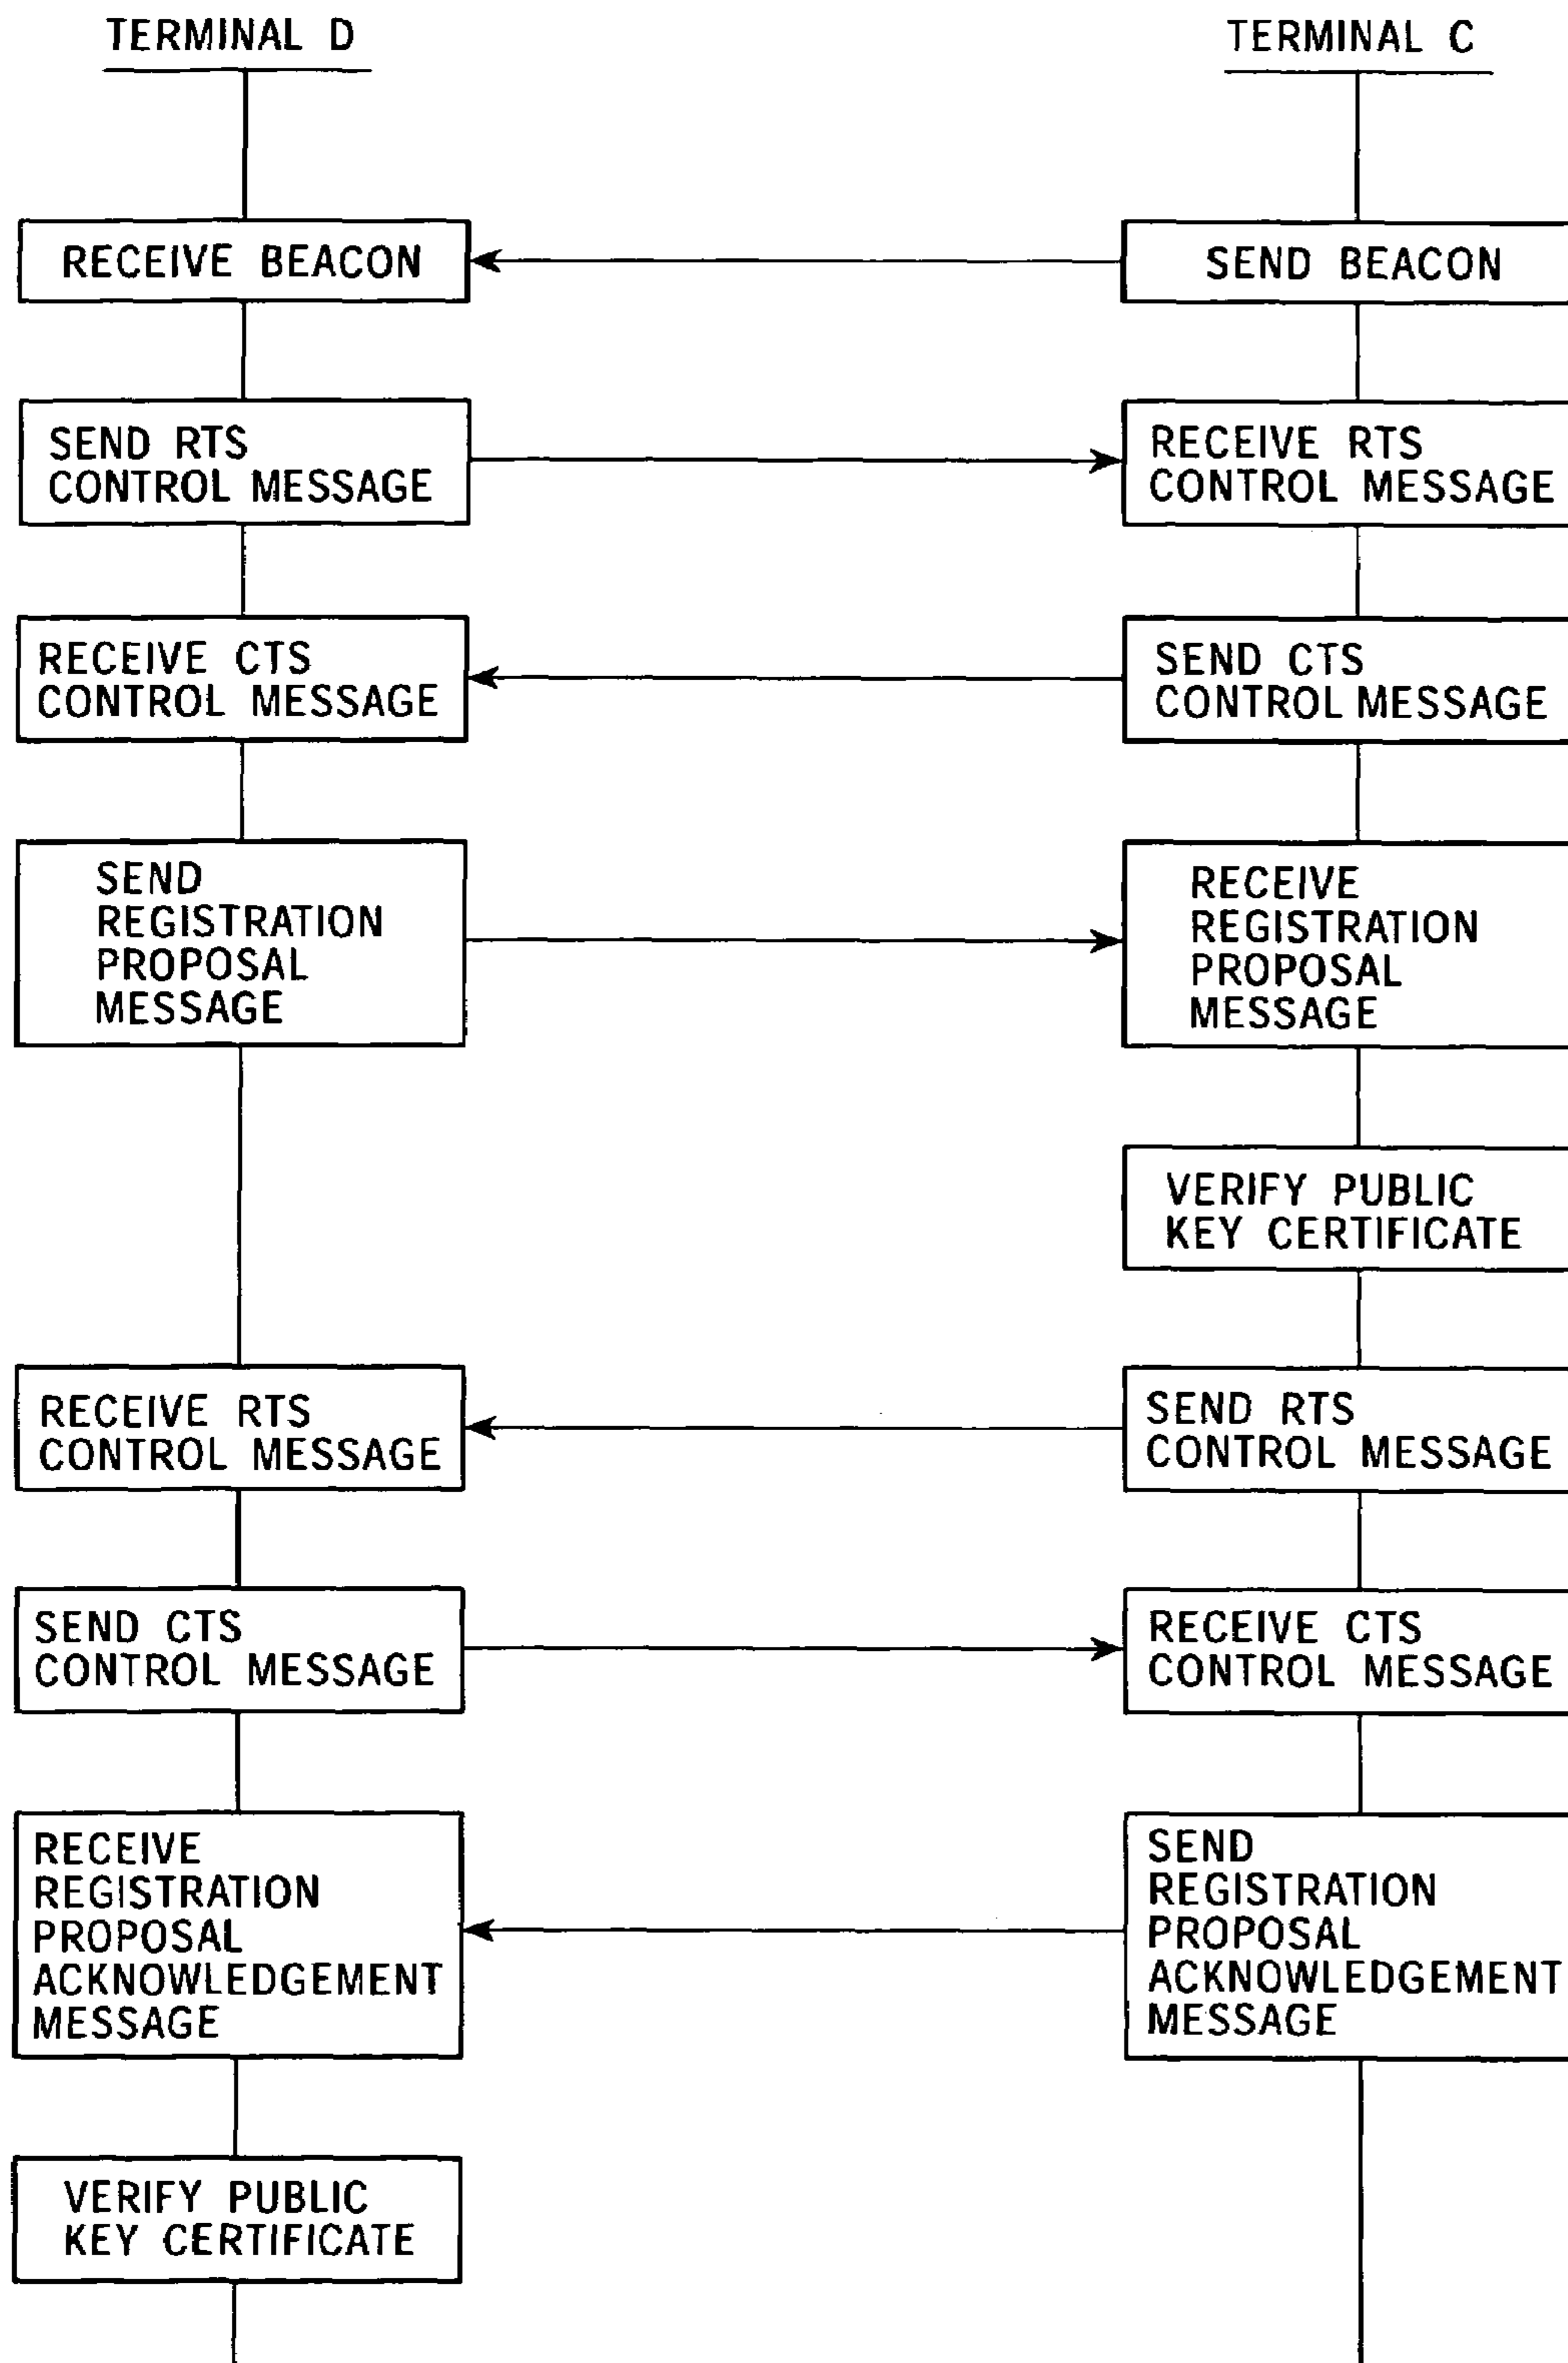 TERMINAL D
TERMINAL C
RECEIVE BEACON
SEND BEACON
SEND RTS
CONTROL MESSAGE
RECEIVE RTS
CONTROL MESSAGE
RECEIVE CTS
CONTROL MESSAGE
SEND CTS
CONTROL MESSAGE
SEND
REGISTRATION
PROPOSAL
MESSAGE
RECEIVE
REGISTRATION
PROPOSAL
MESSAGE
VERIFY PUBLIC
KEY CERTIFICATE
RECEIVE RTS
CONTROL MESSAGE
SEND RTS
CONTROL MESSAGE
SEND CTS
CONTROL MESSAGE
RECEIVE CTS
CONTROL MESSAGE
RECEIVE
REGISTRATION
PROPOSAL
ACKNOWLEDGEMENT
MESSAGE
SEND
REGISTRATION
PROPOSAL
ACKNOWLEDGEMENT
MESSAGE
VERIFY PUBLIC
KEY CERTIFICATE